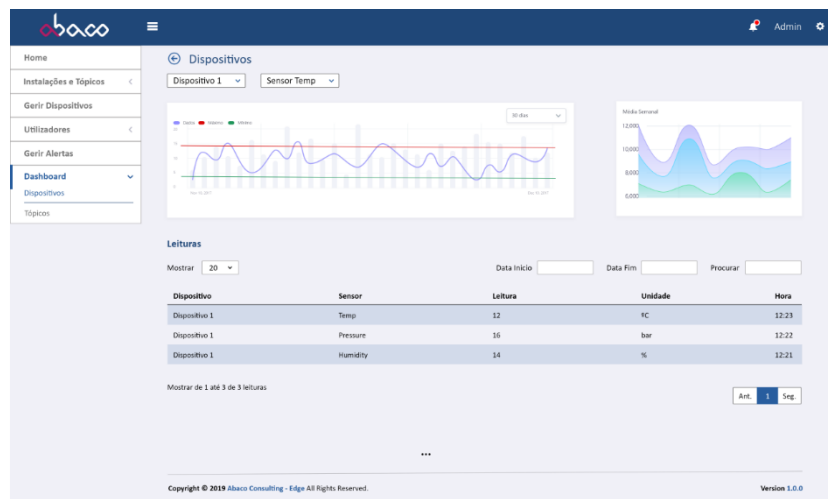 abaco
Admin
Home
Instalações e Tópicos
Gerir Dispositivos
Utilizadores
Gerir Alertas
Dashboard
Dispositivos
Tópicos
Dispositivos
Dispositivo 1
Sensor Temp
30 dias
Média Semanal
12,000
10,000
8,000
6,000
Leituras
Mostrar 20
Data Inicio
Data Fim
Procurar
Dispositivo Sensor Leitura Unidade Hora
Dispositivo 1 Temp 12 ºC 12:23
Dispositivo 1 Pressure 16 bar 12:22
Dispositivo 1 Humidity 14 % 12:21
Mostrar de 1 até 3 de 3 leituras
Ant. 1 Seg.
...
Copyright © 2019 Abaco Consulting - Edge All Rights Reserved.
Version 1.0.0